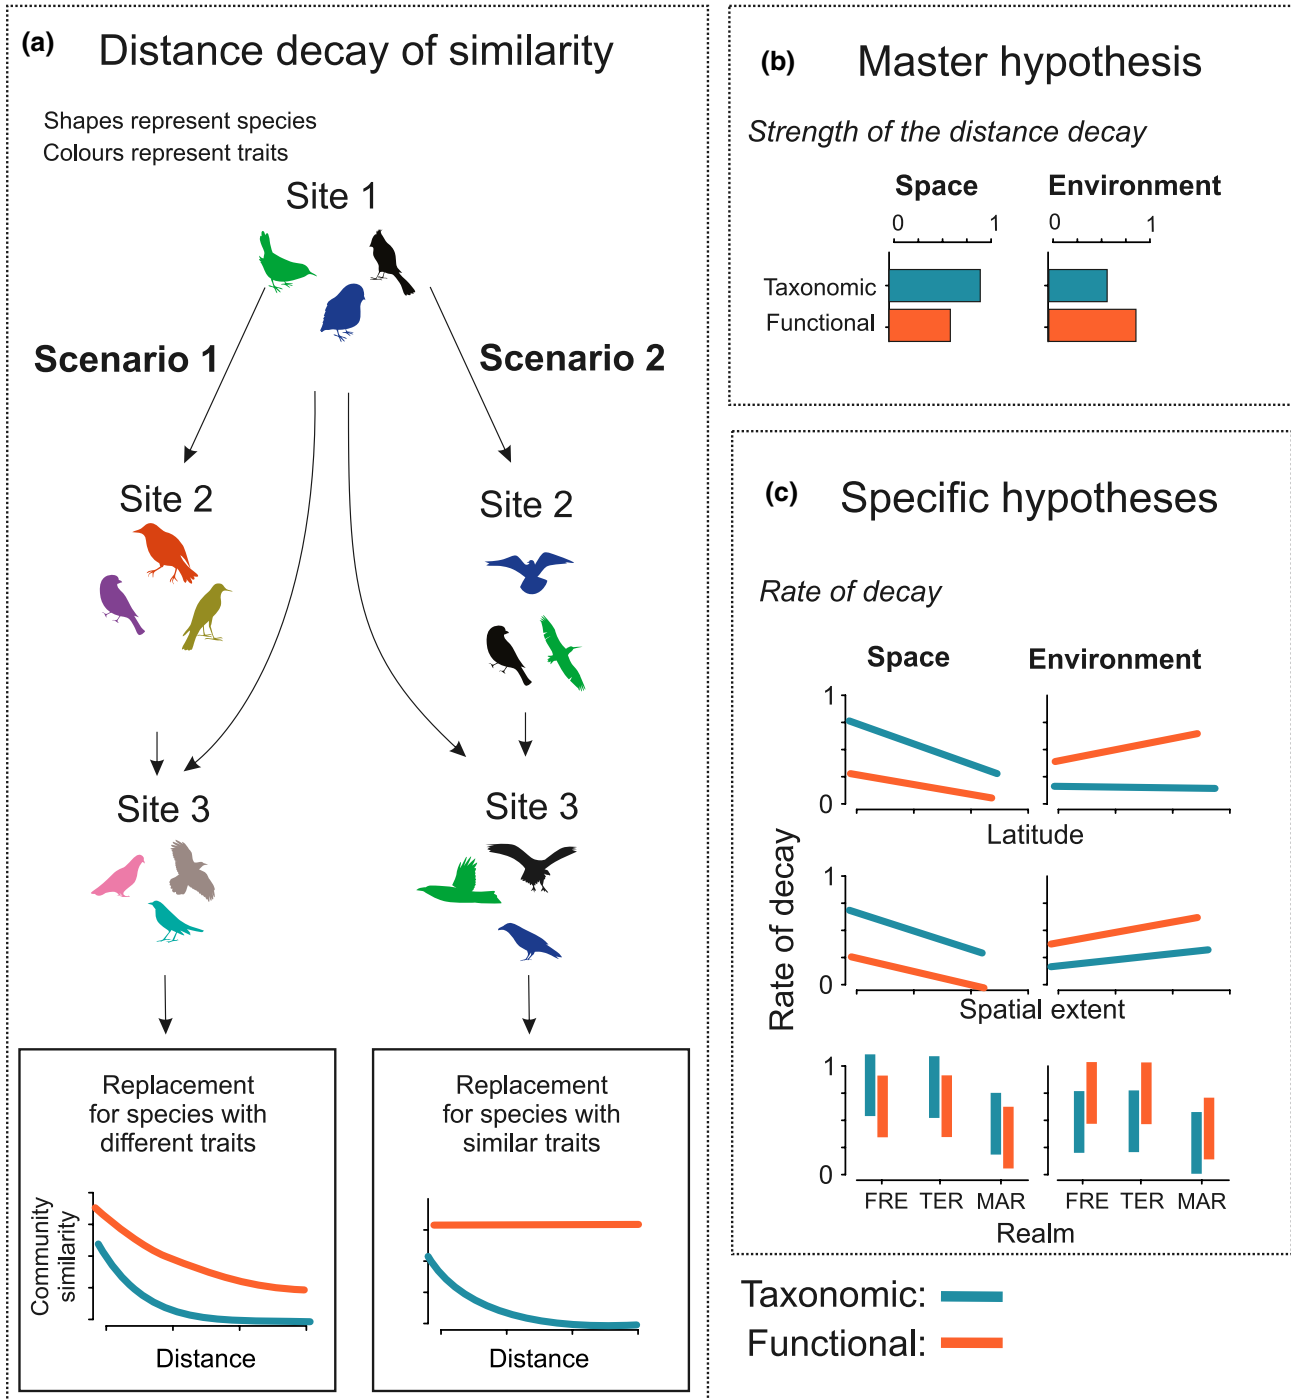 (a) Distance decay of similarity
Shapes represent species
Colours represent traits
Site 1
Scenario 1
Scenario 2
Site 2
Site 2
Site 3
Site 3
Replacement
for species with
different traits
Replacement
for species with
similar traits
Community
similarity
Distance
Distance
(b) Master hypothesis
Strength of the distance decay
Space Environment
0 1 0 1
Taxonomic
Functional
(c) Specific hypotheses
Rate of decay
Space Environment
Rate of decay
1
0
Latitude
1
0
Spatial extent
1
0
FRE TER MAR FRE TER MAR
Realm
Taxonomic:
Functional: